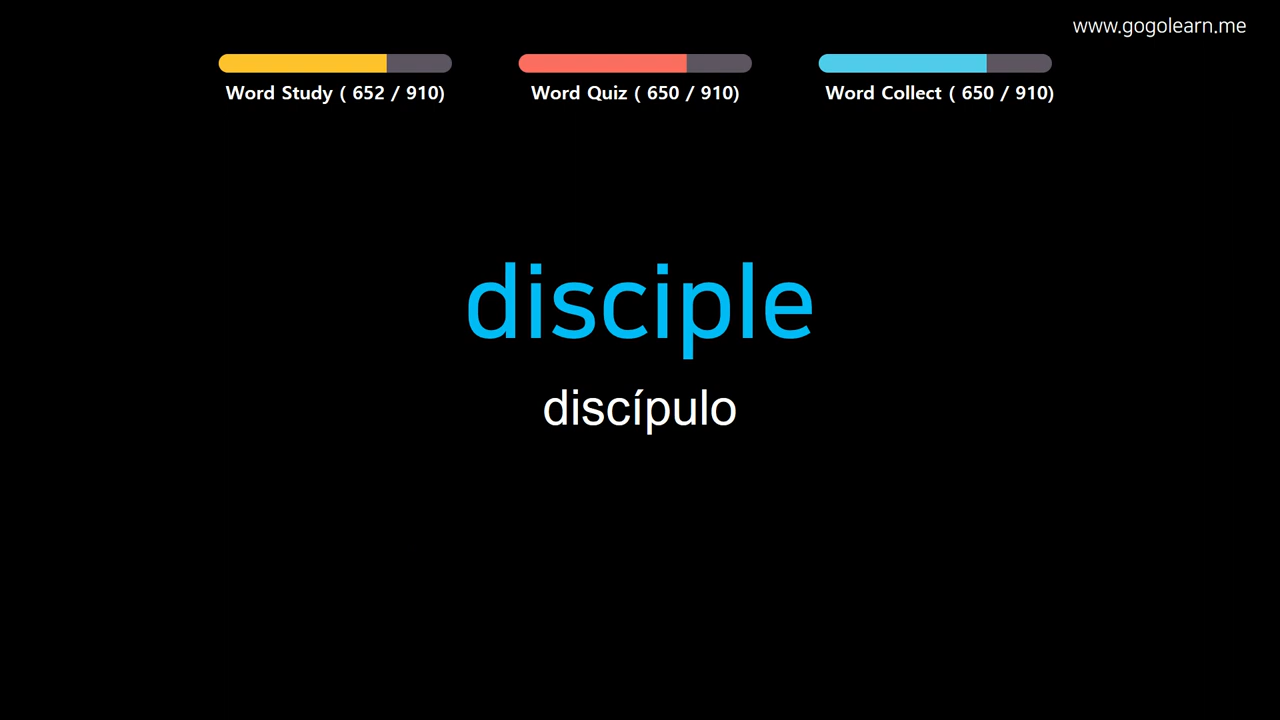 www.gogolearn.me
Word Study ( 652 / 910)
Word Quiz ( 650 / 910)
Word Collect ( 650 / 910)
disciple
discípulo